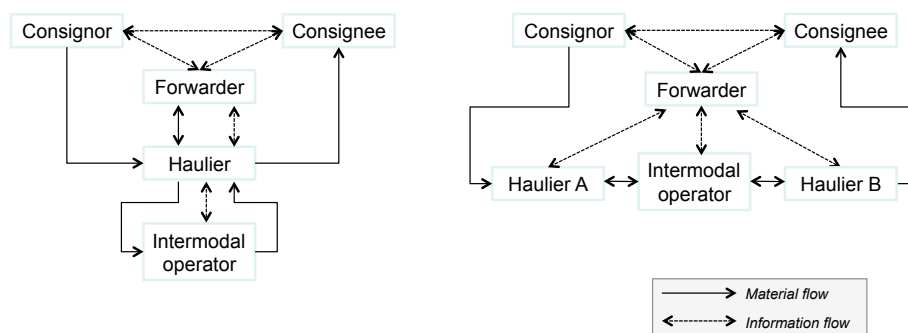 Consignor
Consignee
Forwarder
Haulier
Intermodal
operator
Consignor
Consignee
Forwarder
Haulier A
Intermodal
operator
Haulier B
Material flow
Information flow